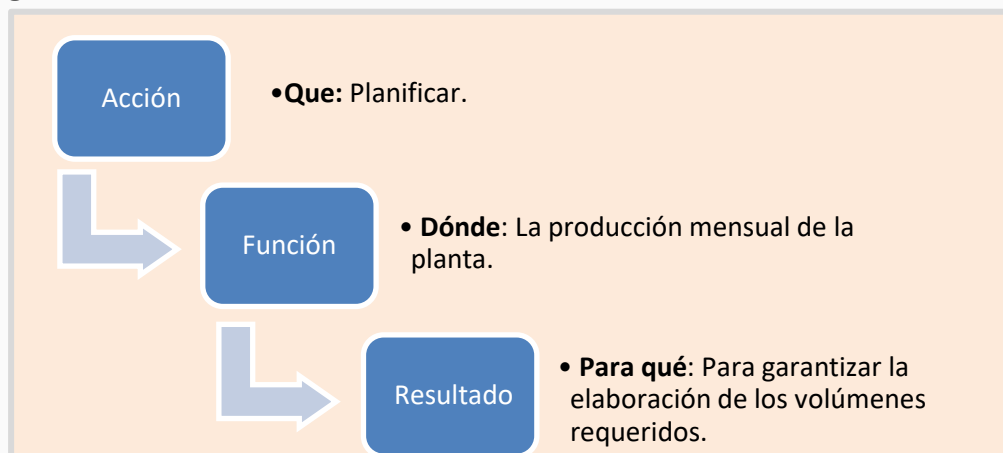 Acción
•Que: Planificar.
Función
• Dónde: La producción mensual de la
planta.
Resultado
• Para qué: Para garantizar la
elaboración de los volúmenes
requeridos.